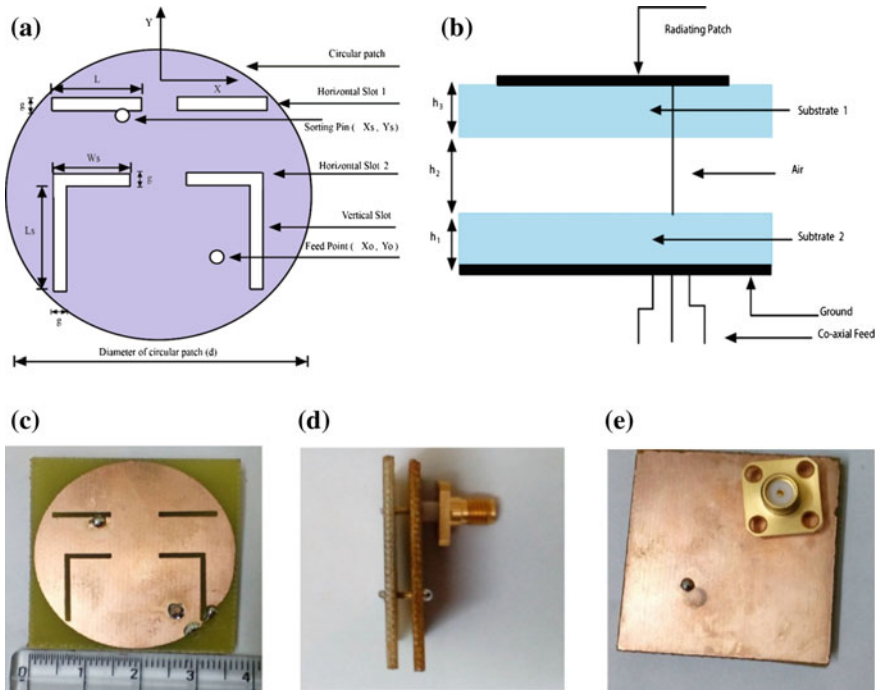 (a)
Y
X
L
g
Circular patch
Horizontal Slot 1
Sorting Pin ( Xs , Ys )
Ws
g
Horizontal Slot 2
Ls
Vertical Slot
Feed Point ( Xo , Yo )
g
Diameter of circular patch (d)
(b)
Radiating Patch
h3
Substrate 1
h2
Air
h1
Subtrate 2
Ground
Co-axial Feed
(c)
0 1 2 3 4
(d)
(e)